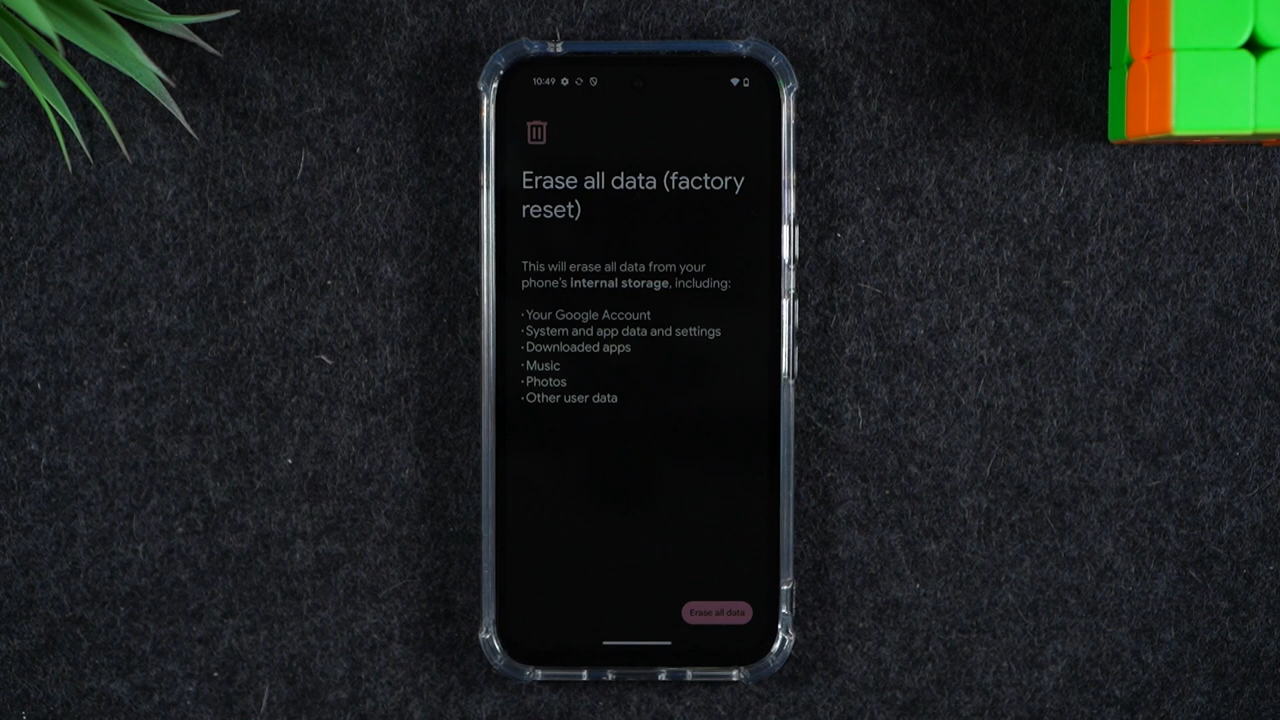 10:49
Erase all data (factory
reset)
This will erase all data from your
phone's internal storage, including:
· Your Google Account
· System and app data and settings
· Downloaded apps
· Music
· Photos
· Other user data
Erase all data